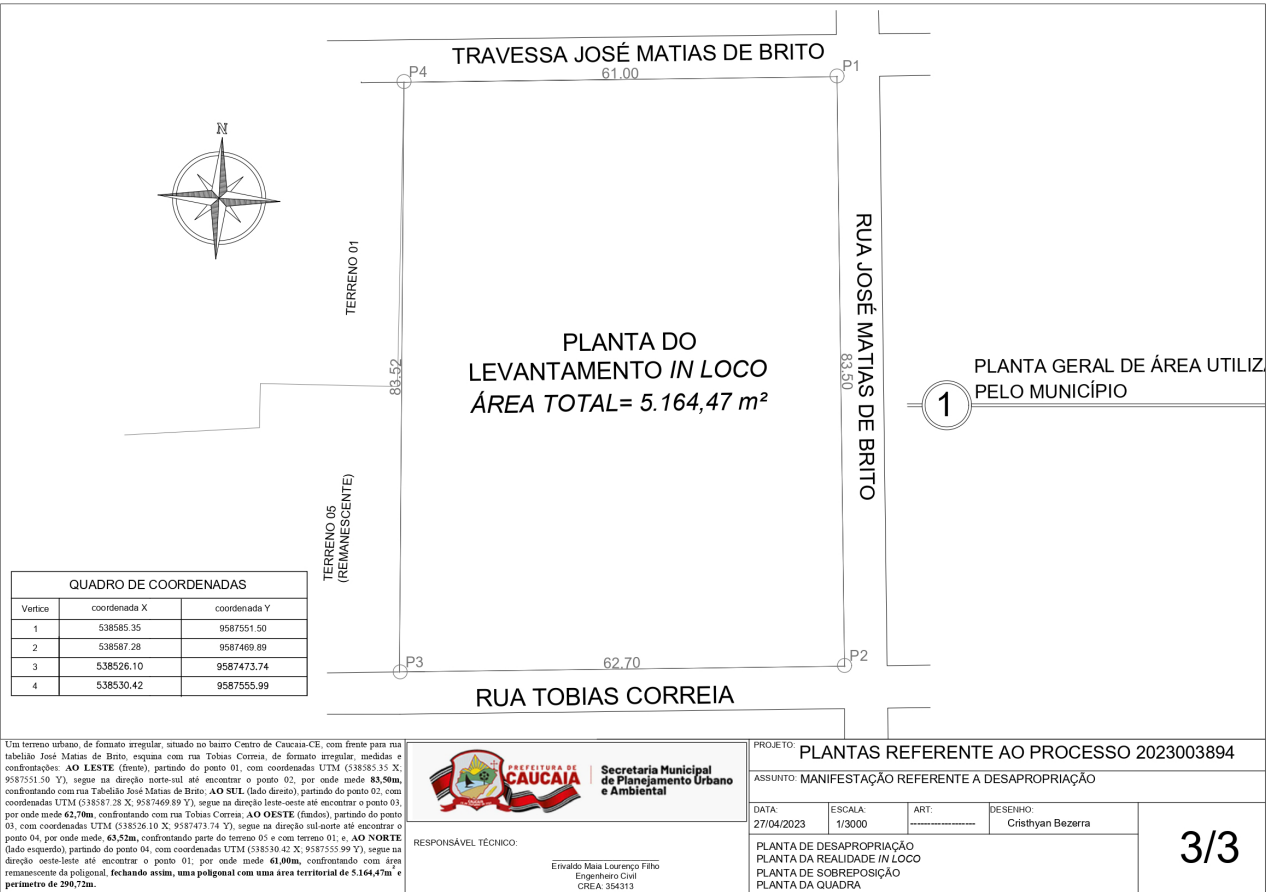 TRAVESSA JOSÉ MATIAS DE BRITO
P4
61.00
P1
N
TERRENO 01
RUA JOSÉ MATIAS DE BRITO
PLANTA DO
LEVANTAMENTO IN LOCO
ÁREA TOTAL= 5.164,47 m²
83.52
83.50
PLANTA GERAL DE ÁREA UTILIZA
PELO MUNICÍPIO
1
TERRENO 05
(REMANESCENTE)
QUADRO DE COORDENADAS
Vertice coordenada X coordenada Y
1 538585.35 9587551.50
2 538587.28 9587469.89
3 538526.10 9587473.74
4 538530.42 9587555.99
P3
62.70
P2
RUA TOBIAS CORREIA
Um terreno urbano, de formato irregular, situado no bairro Centro de Caucaia-CE, com frente para rua
tabelião José Matias de Brito, esquina com rua Tobias Correia, de formato irregular, medidas e
confrontações: AO LESTE (frente), partindo do ponto 01, com coordenadas UTM (538585.35 X;
9587551.50 Y), segue na direção norte-sul até encontrar o ponto 02, por onde mede 83,50m,
confrontando com rua Tabelião José Matias de Brito; AO SUL (lado direito), partindo do ponto 02, com
coordenadas UTM (538587.28 X; 9587469.89 Y), segue na direção leste-oeste até encontrar o ponto 03,
por onde mede 62,70m, confrontando com rua Tobias Correia; AO OESTE (fundos), partindo do ponto
03, com coordenadas UTM (538526.10 X; 9587473.74 Y), segue na direção sul-norte até encontrar o
ponto 04, por onde mede, 63,52m, confrontando parte do terreno 05 e com terreno 01; e, AO NORTE
(lado esquerdo), partindo do ponto 04, com coordenadas UTM (538530.42 X; 9587555.99 Y), segue na
direção oeste-leste até encontrar o ponto 01; por onde mede 61,00m, confrontando com área
remanescente da poligonal, fechando assim, uma poligonal com uma área territorial de 5.164,47m² e
perímetro de 290,72m.
PREFEITURA DE
CAUCAIA
Secretaria Municipal
de Planejamento Urbano
e Ambiental
RESPONSÁVEL TÉCNICO:
Erivaldo Maia Lourenço Filho
Engenheiro Civil
CREA: 354313
PROJETO: PLANTAS REFERENTE AO PROCESSO 2023003894
ASSUNTO: MANIFESTAÇÃO REFERENTE A DESAPROPRIAÇÃO
DATA: ESCALA: ART: DESENHO:
27/04/2023 1/3000 ------------------- Cristhyan Bezerra
PLANTA DE DESAPROPRIAÇÃO
PLANTA DA REALIDADE IN LOCO
PLANTA DE SOBREPOSIÇÃO
PLANTA DA QUADRA
3/3